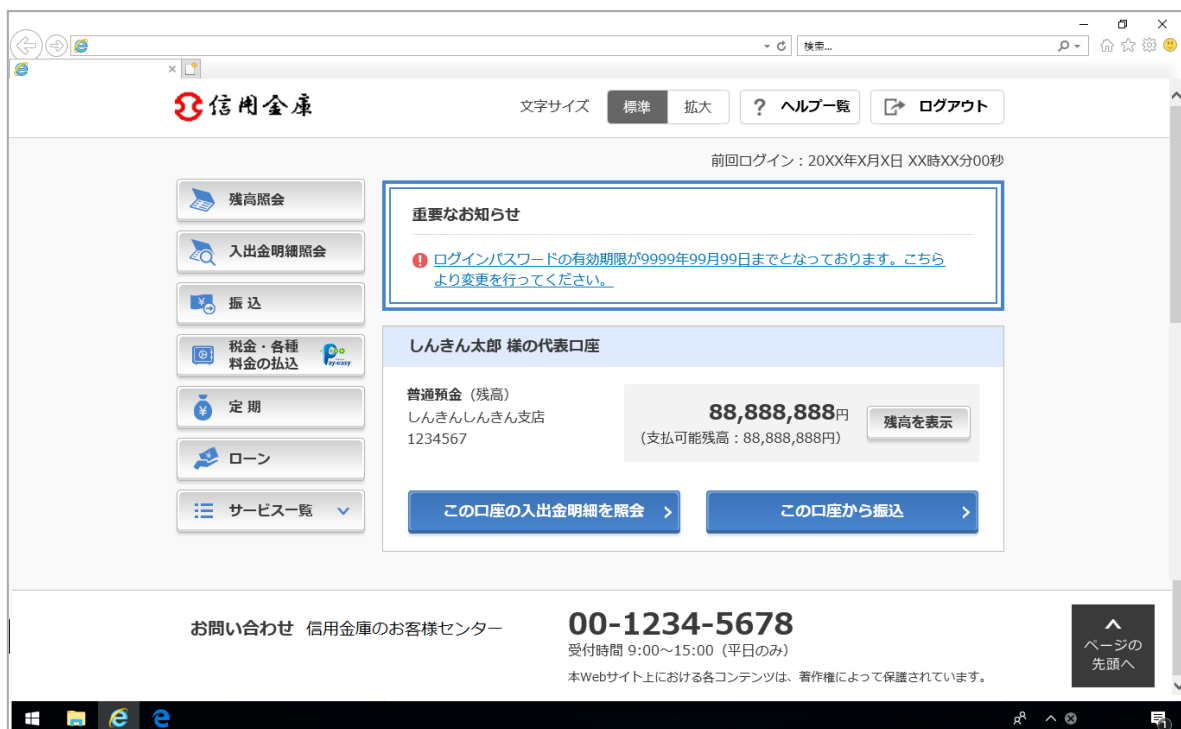 検索...
信用金庫
文字サイズ 標準 拡大 ? ヘルプ一覧 ログアウト
前回ログイン：20XX年X月X日 XX時XX分00秒
残高照会
入出金明細照会
振込
税金・各種
料金の払込
Pay-easy
定期
ローン
サービス一覧
重要なお知らせ
ログインパスワードの有効期限が9999年99月99日までとなっております。こちら
より変更を行ってください。
しんきん太郎 様の代表口座
普通預金（残高）
しんきんしんきん支店
1234567
88,888,888円
（支払可能残高：88,888,888円）
残高を表示
この口座の入出金明細を照会
この口座から振込
お問い合わせ 信用金庫のお客様センター
00-1234-5678
受付時間 9:00～15:00（平日のみ）
本Webサイト上における各コンテンツは、著作権によって保護されています。
ページの
先頭へ
1